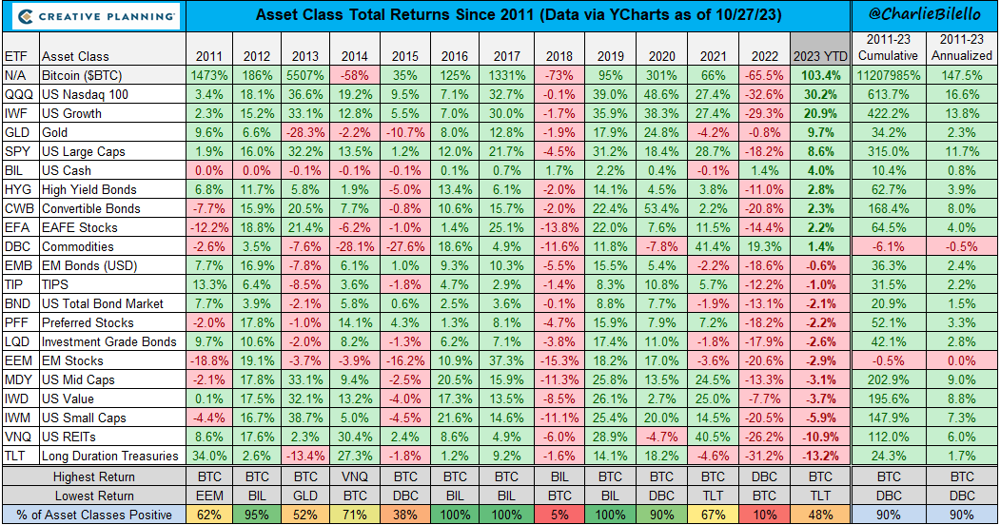 CREATIVE PLANNING® Asset Class Total Returns Since 2011 (Data via YCharts as of 10/27/23) @CharlieBilello
ETF Asset Class 2011 2012 2013 2014 2015 2016 2017 2018 2019 2020 2021 2022 2023 YTD 2011-23 Cumulative 2011-23 Annualized
N/A Bitcoin ($BTC) 1473% 186% 5507% -58% 35% 125% 1331% -73% 95% 301% 66% -65.5% 103.4% 11207985% 147.5%
QQQ US Nasdaq 100 3.4% 18.1% 36.6% 19.2% 9.5% 7.1% 32.7% -0.1% 39.0% 48.6% 27.4% -32.6% 30.2% 613.7% 16.6%
IWF US Growth 2.3% 15.2% 33.1% 12.8% 5.5% 7.0% 30.0% -1.7% 35.9% 38.3% 27.4% -29.3% 20.9% 422.2% 13.8%
GLD Gold 9.6% 6.6% -28.3% -2.2% -10.7% 8.0% 12.8% -1.9% 17.9% 24.8% -4.2% -0.8% 9.7% 34.2% 2.3%
SPY US Large Caps 1.9% 16.0% 32.2% 13.5% 1.2% 12.0% 21.7% -4.5% 31.2% 18.4% 28.7% -18.2% 8.6% 315.0% 11.7%
BIL US Cash 0.0% 0.0% -0.1% -0.1% -0.1% 0.1% 0.7% 1.7% 2.2% 0.4% -0.1% 1.4% 4.0% 10.4% 0.8%
HYG High Yield Bonds 6.8% 11.7% 5.8% 1.9% -5.0% 13.4% 6.1% -2.0% 14.1% 4.5% 3.8% -11.0% 2.8% 62.7% 3.9%
CWB Convertible Bonds -7.7% 15.9% 20.5% 7.7% -0.8% 10.6% 15.7% -2.0% 22.4% 53.4% 2.2% -20.8% 2.3% 168.4% 8.0%
EFA EAFE Stocks -12.2% 18.8% 21.4% -6.2% -1.0% 1.4% 25.1% -13.8% 22.0% 7.6% 11.5% -14.4% 2.2% 64.5% 4.0%
DBC Commodities -2.6% 3.5% -7.6% -28.1% -27.6% 18.6% 4.9% -11.6% 11.8% -7.8% 41.4% 19.3% 1.4% -6.1% -0.5%
EMB EM Bonds (USD) 7.7% 16.9% -7.8% 6.1% 1.0% 9.3% 10.3% -5.5% 15.5% 5.4% -2.2% -18.6% -0.6% 36.3% 2.4%
TIP TIPS 13.3% 6.4% -8.5% 3.6% -1.8% 4.7% 2.9% -1.4% 8.3% 10.8% 5.7% -12.2% -1.0% 31.5% 2.2%
BND US Total Bond Market 7.7% 3.9% -2.1% 5.8% 0.6% 2.5% 3.6% -0.1% 8.8% 7.7% -1.9% -13.1% -2.1% 20.9% 1.5%
PFF Preferred Stocks -2.0% 17.8% -1.0% 14.1% 4.3% 1.3% 8.1% -4.7% 15.9% 7.9% 7.2% -18.2% -2.2% 52.1% 3.3%
LQD Investment Grade Bonds 9.7% 10.6% -2.0% 8.2% -1.3% 6.2% 7.1% -3.8% 17.4% 11.0% -1.8% -17.9% -2.6% 42.1% 2.8%
EEM EM Stocks -18.8% 19.1% -3.7% -3.9% -16.2% 10.9% 37.3% -15.3% 18.2% 17.0% -3.6% -20.6% -2.9% -0.5% 0.0%
MDY US Mid Caps -2.1% 17.8% 33.1% 9.4% -2.5% 20.5% 15.9% -11.3% 25.8% 13.5% 24.5% -13.3% -3.1% 202.9% 9.0%
IWD US Value 0.1% 17.5% 32.1% 13.2% -4.0% 17.3% 13.5% -8.5% 26.1% 2.7% 25.0% -7.7% -3.7% 195.6% 8.8%
IWM US Small Caps -4.4% 16.7% 38.7% 5.0% -4.5% 21.6% 14.6% -11.1% 25.4% 20.0% 14.5% -20.5% -5.9% 147.9% 7.3%
VNQ US REITs 8.6% 17.6% 2.3% 30.4% 2.4% 8.6% 4.9% -6.0% 28.9% -4.7% 40.5% -26.2% -10.9% 112.0% 6.0%
TLT Long Duration Treasuries 34.0% 2.6% -13.4% 27.3% -1.8% 1.2% 9.2% -1.6% 14.1% 18.2% -4.6% -31.2% -13.2% 24.3% 1.7%
Highest Return BTC BTC BTC VNQ BTC BTC BTC BIL BTC BTC BTC DBC BTC BTC BTC
Lowest Return EEM BIL GLD BTC DBC BIL BIL BTC BIL DBC TLT BTC TLT DBC DBC
% of Asset Classes Positive 62% 95% 52% 71% 38% 100% 100% 5% 100% 90% 67% 10% 48% 90% 90%